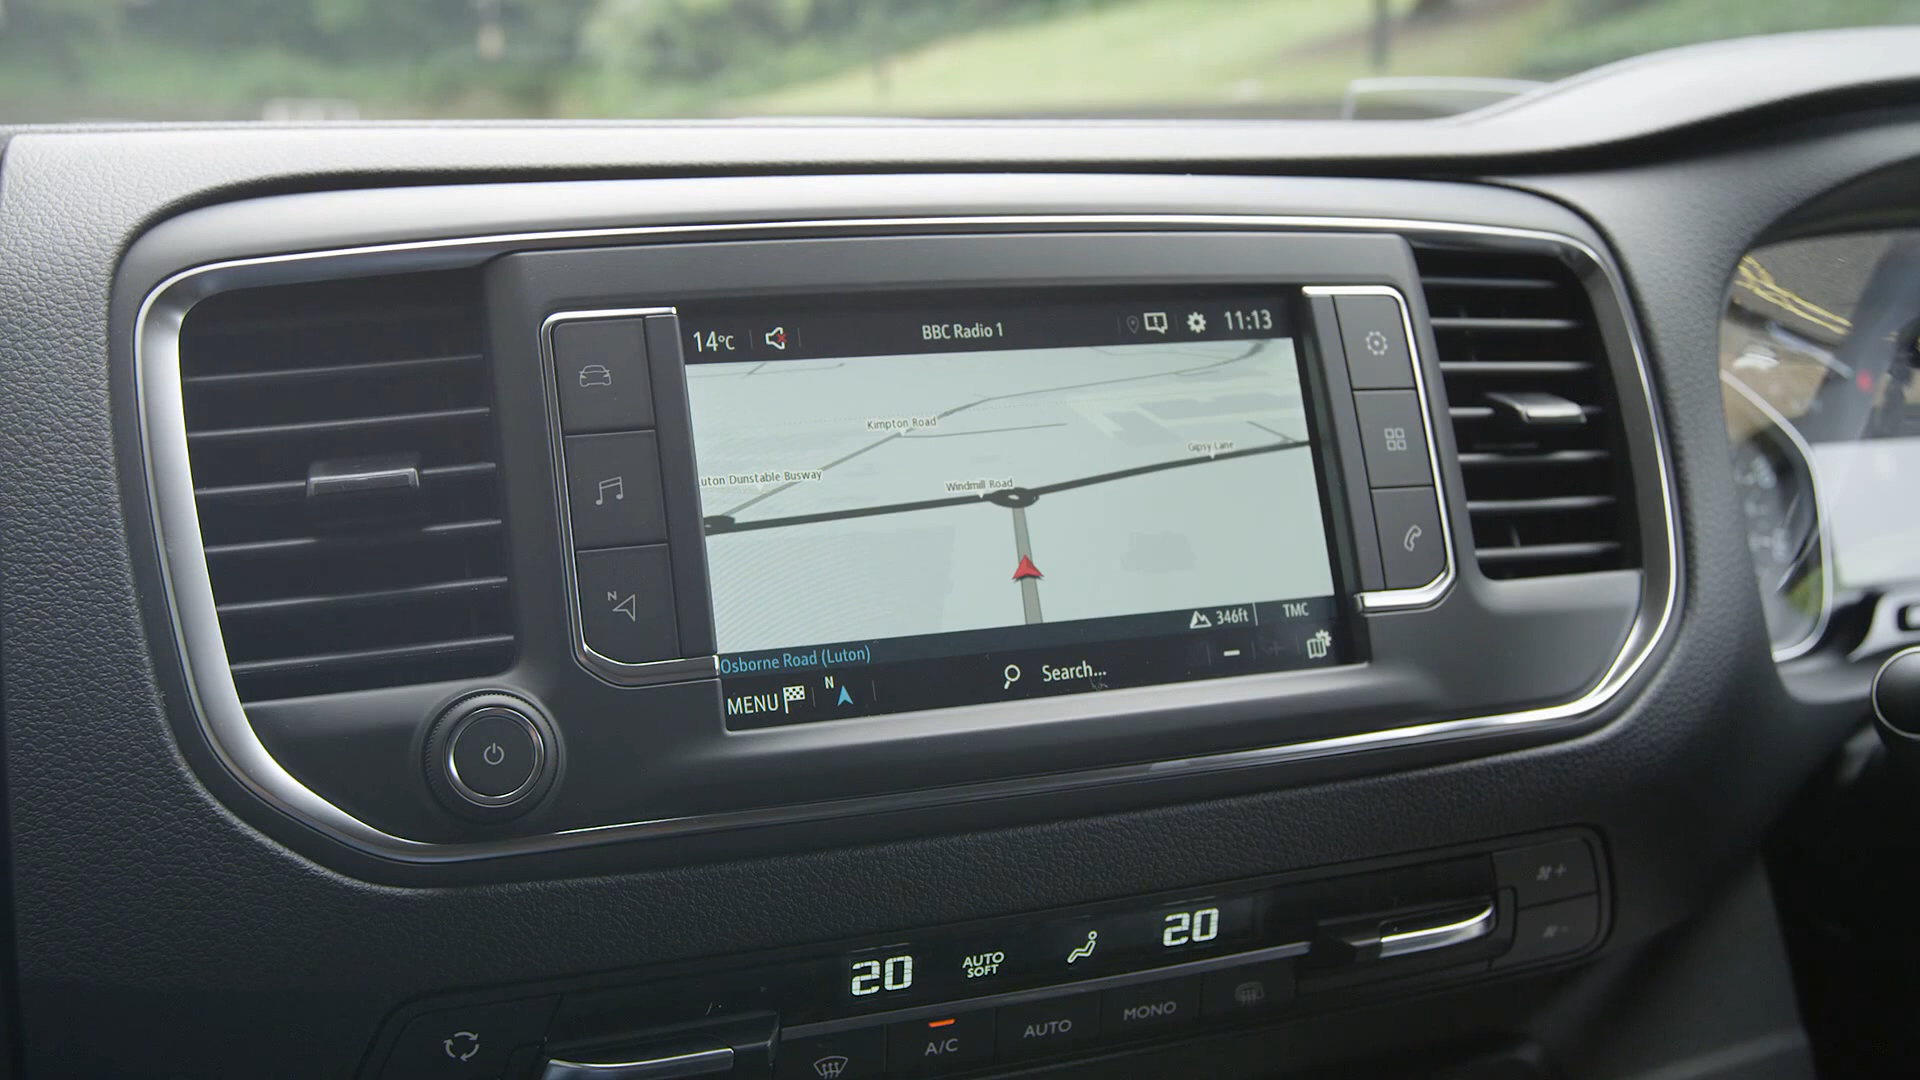 14°C
BBC Radio 1
11:13
Kimpton Road
Gipsy Lane
uton Dunstable Busway
Windmill Road
346ft
TMC
Osborne Road (Luton)
N
MENU
N
Search...
20
AUTO
SOFT
20
A/C
AUTO
MONO